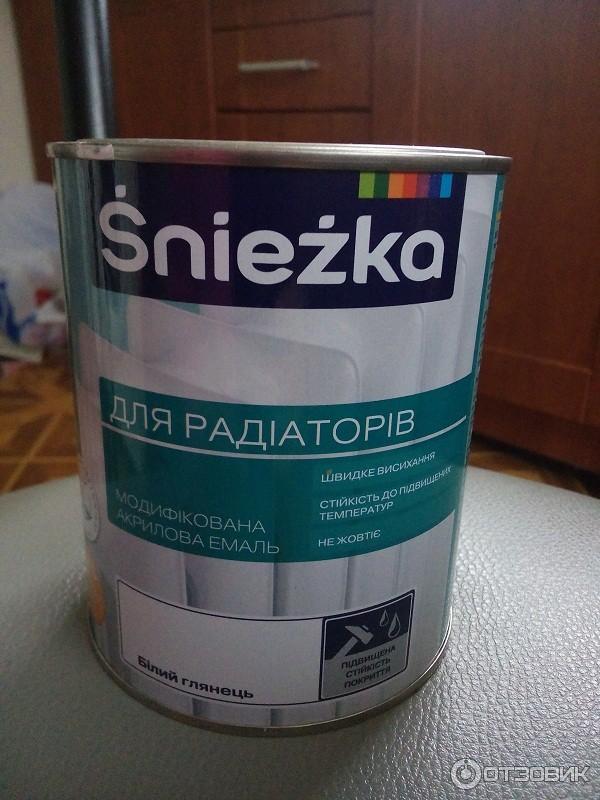 Śnieżka
ДЛЯ РАДІАТОРІВ
ШВИДКЕ ВИСИХАННЯ
СТІЙКІСТЬ ДО ПІДВИЩЕНИХ
ТЕМПЕРАТУР
НЕ ЖОВТІЄ
МОДИФІКОВАНА
АКРИЛОВА ЕМАЛЬ
Білий глянець
ПІДВИЩЕНА
СТІЙКІСТЬ
ПОКРИТТЯ
ОТЗОВИК